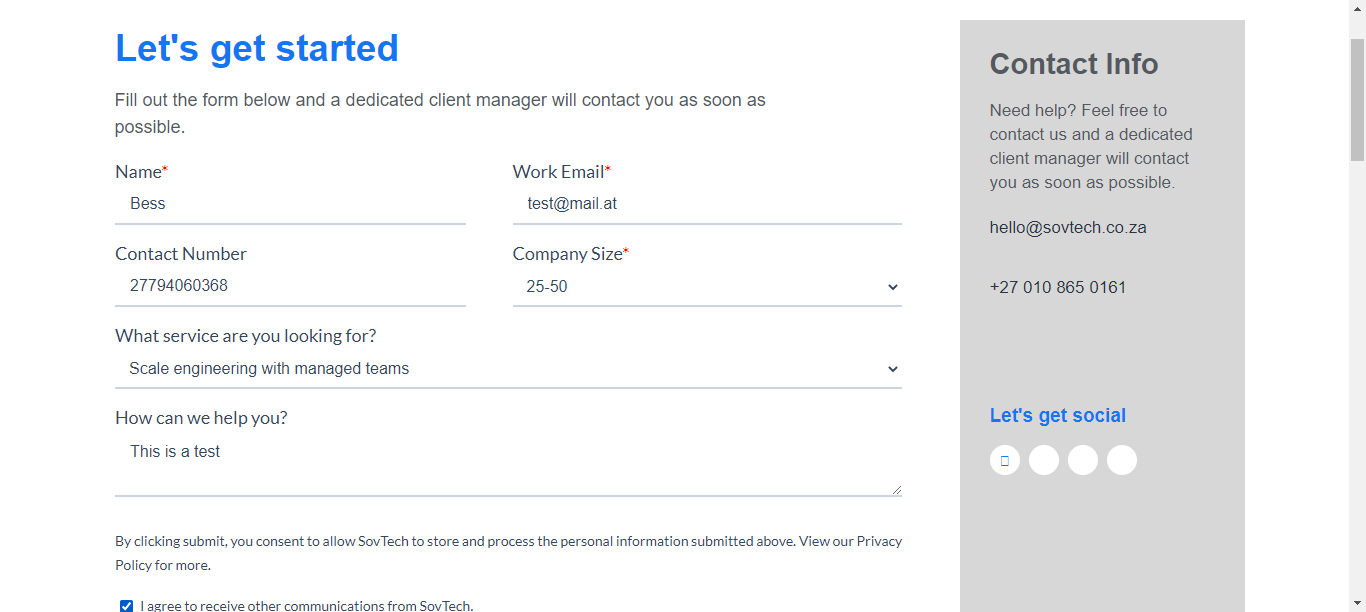 Let's get started
Fill out the form below and a dedicated client manager will contact you as soon as
possible.
Name*
Work Email*
Bess
test@mail.at
Contact Number
Company Size*
27794060368
25-50
What service are you looking for?
Scale engineering with managed teams
How can we help you?
This is a test
By clicking submit, you consent to allow SovTech to store and process the personal information submitted above. View our Privacy
Policy for more.
I agree to receive other communications from SovTech.
Contact Info
Need help? Feel free to
contact us and a dedicated
client manager will contact
you as soon as possible.
hello@sovtech.co.za
+27 010 865 0161
Let's get social